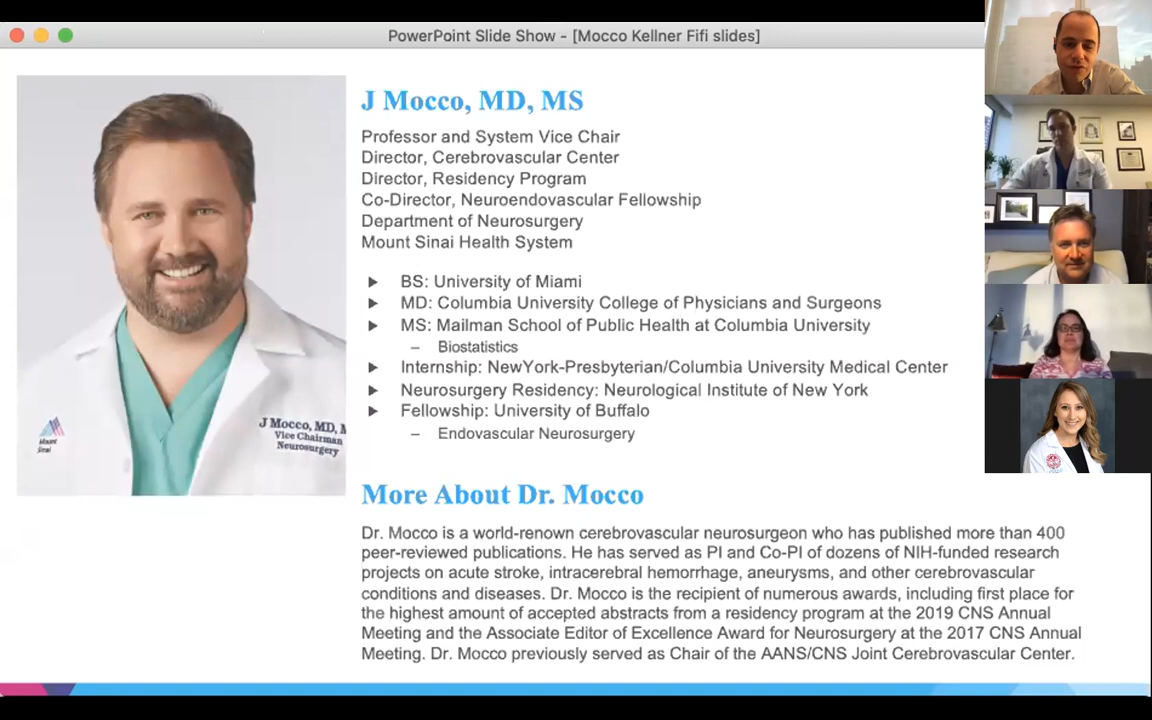 PowerPoint Slide Show - [Mocco Kellner Fifi slides]
J Mocco, MD, MS
Professor and System Vice Chair
Director, Cerebrovascular Center
Director, Residency Program
Co-Director, Neuroendovascular Fellowship
Department of Neurosurgery
Mount Sinai Health System
BS: University of Miami
MD: Columbia University College of Physicians and Surgeons
MS: Mailman School of Public Health at Columbia University
– Biostatistics
Internship: NewYork-Presbyterian/Columbia University Medical Center
Neurosurgery Residency: Neurological Institute of New York
Fellowship: University of Buffalo
– Endovascular Neurosurgery
J Mocco, MD, M
Vice Chairman
Neurosurgery
Mount
Sinai
More About Dr. Mocco
Dr. Mocco is a world-renown cerebrovascular neurosurgeon who has published more than 400
peer-reviewed publications. He has served as PI and Co-PI of dozens of NIH-funded research
projects on acute stroke, intracerebral hemorrhage, aneurysms, and other cerebrovascular
conditions and diseases. Dr. Mocco is the recipient of numerous awards, including first place for
the highest amount of accepted abstracts from a residency program at the 2019 CNS Annual
Meeting and the Associate Editor of Excellence Award for Neurosurgery at the 2017 CNS Annual
Meeting. Dr. Mocco previously served as Chair of the AANS/CNS Joint Cerebrovascular Center.